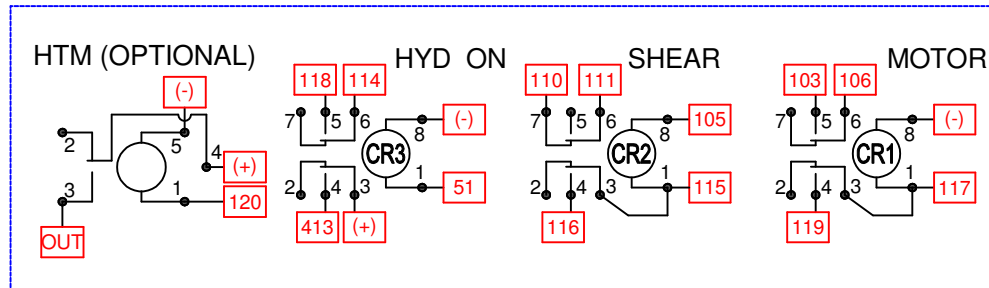 HTM (OPTIONAL) HYD ON SHEAR MOTOR
(-) 118 114 110 111 103 106
7 5 6 8 (-) 7 5 6 8 105 7 5 6 8 (-)
2 5 4 (+) CR3 CR2 CR1
3 1 120 2 4 3 1 51 2 4 3 1 115 2 4 3 1 117
OUT 413 (+) 116 119